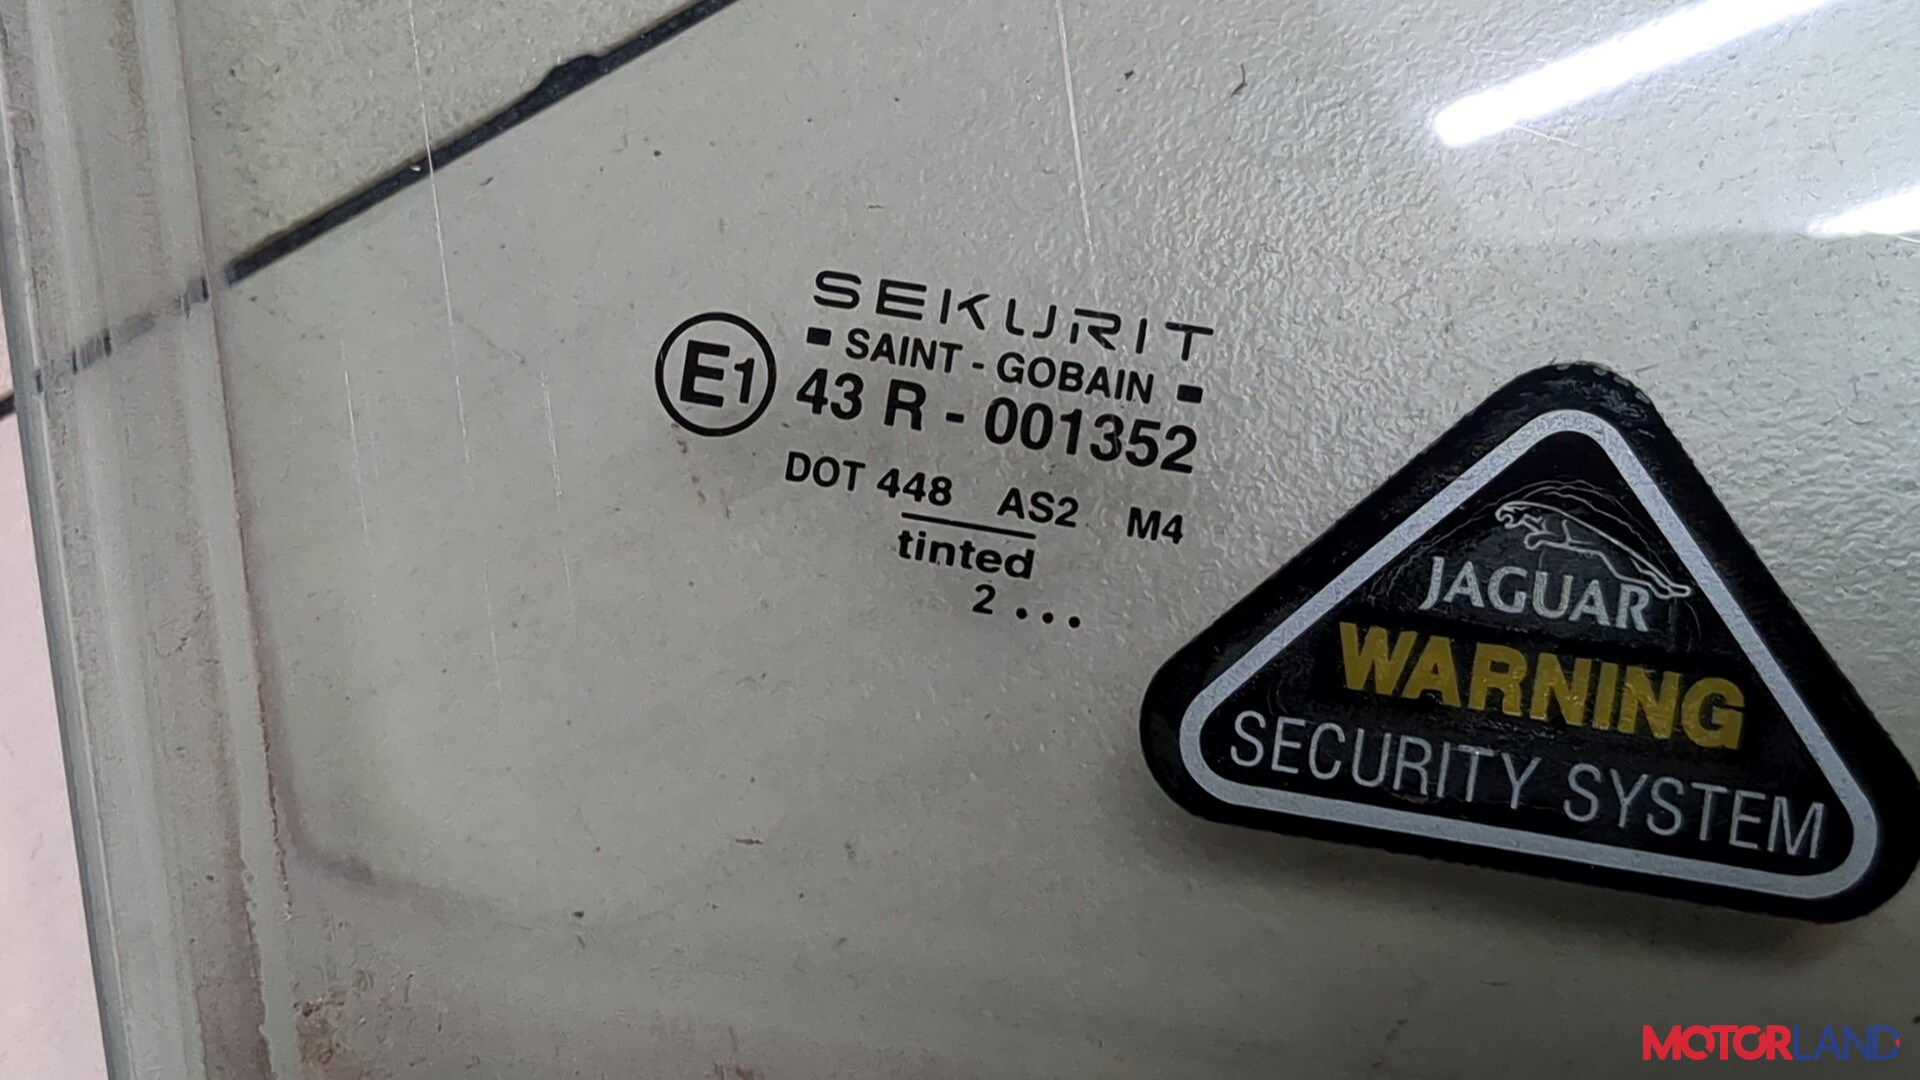 SEKURIT
▪ SAINT - GOBAIN ▪
E1
43 R - 001352
DOT 448 AS2 M4
tinted
2 •••
JAGUAR
WARNING
SECURITY SYSTEM
MOTORLAND